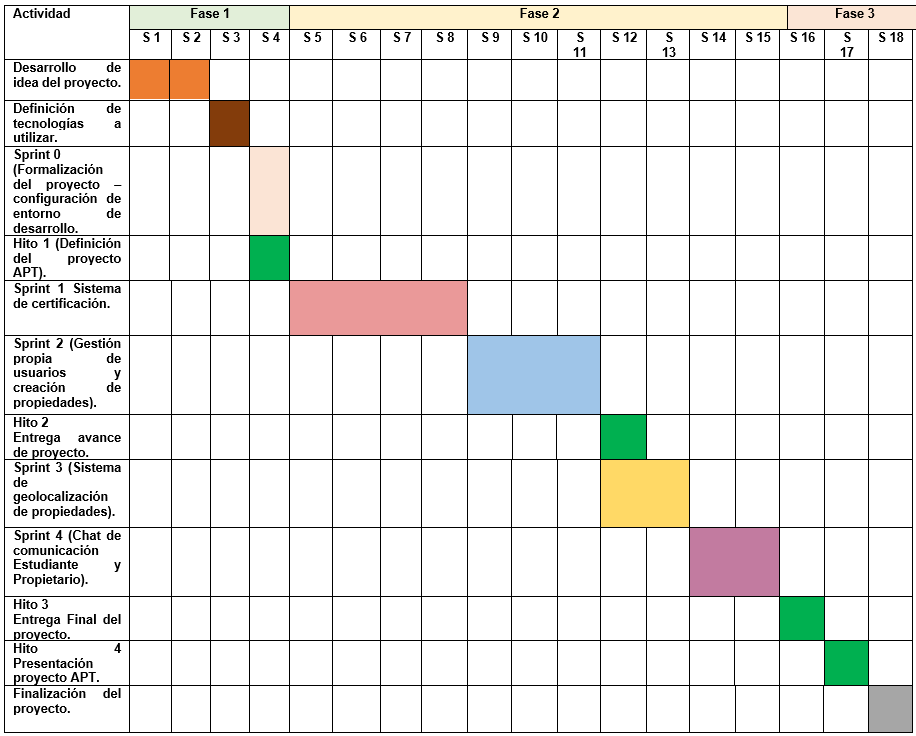 Actividad
Fase 1
Fase 2
Fase 3
S 1
S 2
S 3
S 4
S 5
S 6
S 7
S 8
S 9
S 10
S
11
S 12
S
13
S 14
S 15
S 16
S
17
S 18
Desarrollo de
idea del proyecto.
Definición de
tecnologías a
utilizar.
Sprint 0
(Formalización
del proyecto –
configuración de
entorno de
desarrollo.
Hito 1 (Definición
del proyecto
APT).
Sprint 1 Sistema
de certificación.
Sprint 2 (Gestión
propia de
usuarios y
creación de
propiedades).
Hito 2
Entrega avance
de proyecto.
Sprint 3 (Sistema
de
geolocalización
de propiedades).
Sprint 4 (Chat de
comunicación
Estudiante y
Propietario).
Hito 3
Entrega Final del
proyecto.
Hito 4
Presentación
proyecto APT.
Finalización del
proyecto.